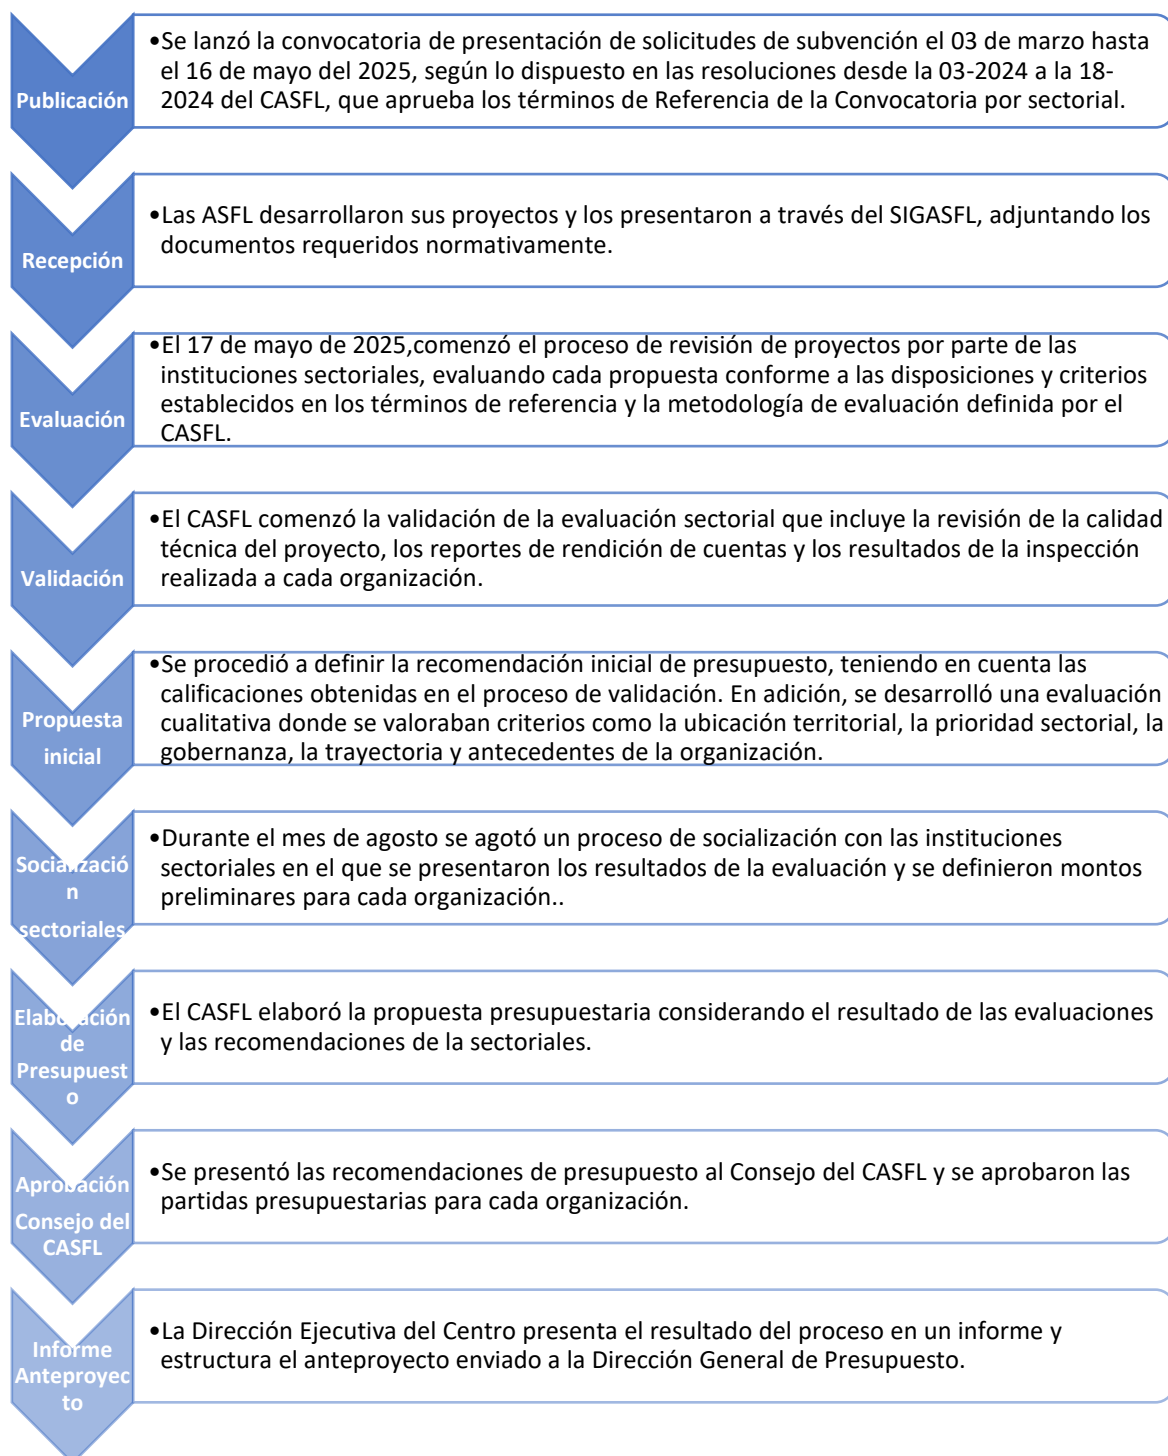 Publicación
•Se lanzó la convocatoria de presentación de solicitudes de subvención el 03 de marzo hasta
el 16 de mayo del 2025, según lo dispuesto en las resoluciones desde la 03-2024 a la 18-
2024 del CASFL, que aprueba los términos de Referencia de la Convocatoria por sectorial.
Recepción
•Las ASFL desarrollaron sus proyectos y los presentaron a través del SIGASFL, adjuntando los
documentos requeridos normativamente.
Evaluación
•El 17 de mayo de 2025,comenzó el proceso de revisión de proyectos por parte de las
instituciones sectoriales, evaluando cada propuesta conforme a las disposiciones y criterios
establecidos en los términos de referencia y la metodología de evaluación definida por el
CASFL.
Validación
•El CASFL comenzó la validación de la evaluación sectorial que incluye la revisión de la calidad
técnica del proyecto, los reportes de rendición de cuentas y los resultados de la inspección
realizada a cada organización.
Propuesta
inicial
•Se procedió a definir la recomendación inicial de presupuesto, teniendo en cuenta las
calificaciones obtenidas en el proceso de validación. En adición, se desarrolló una evaluación
cualitativa donde se valoraban criterios como la ubicación territorial, la prioridad sectorial, la
gobernanza, la trayectoria y antecedentes de la organización.
Socializació
n
sectoriales
•Durante el mes de agosto se agotó un proceso de socialización con las instituciones
sectoriales en el que se presentaron los resultados de la evaluación y se definieron montos
preliminares para cada organización..
Elaboración
de
Presupuest
o
•El CASFL elaboró la propuesta presupuestaria considerando el resultado de las evaluaciones
y las recomendaciones de la sectoriales.
Aprobación
Consejo del
CASFL
•Se presentó las recomendaciones de presupuesto al Consejo del CASFL y se aprobaron las
partidas presupuestarias para cada organización.
Informe
Anteproyec
to
•La Dirección Ejecutiva del Centro presenta el resultado del proceso en un informe y
estructura el anteproyecto enviado a la Dirección General de Presupuesto.